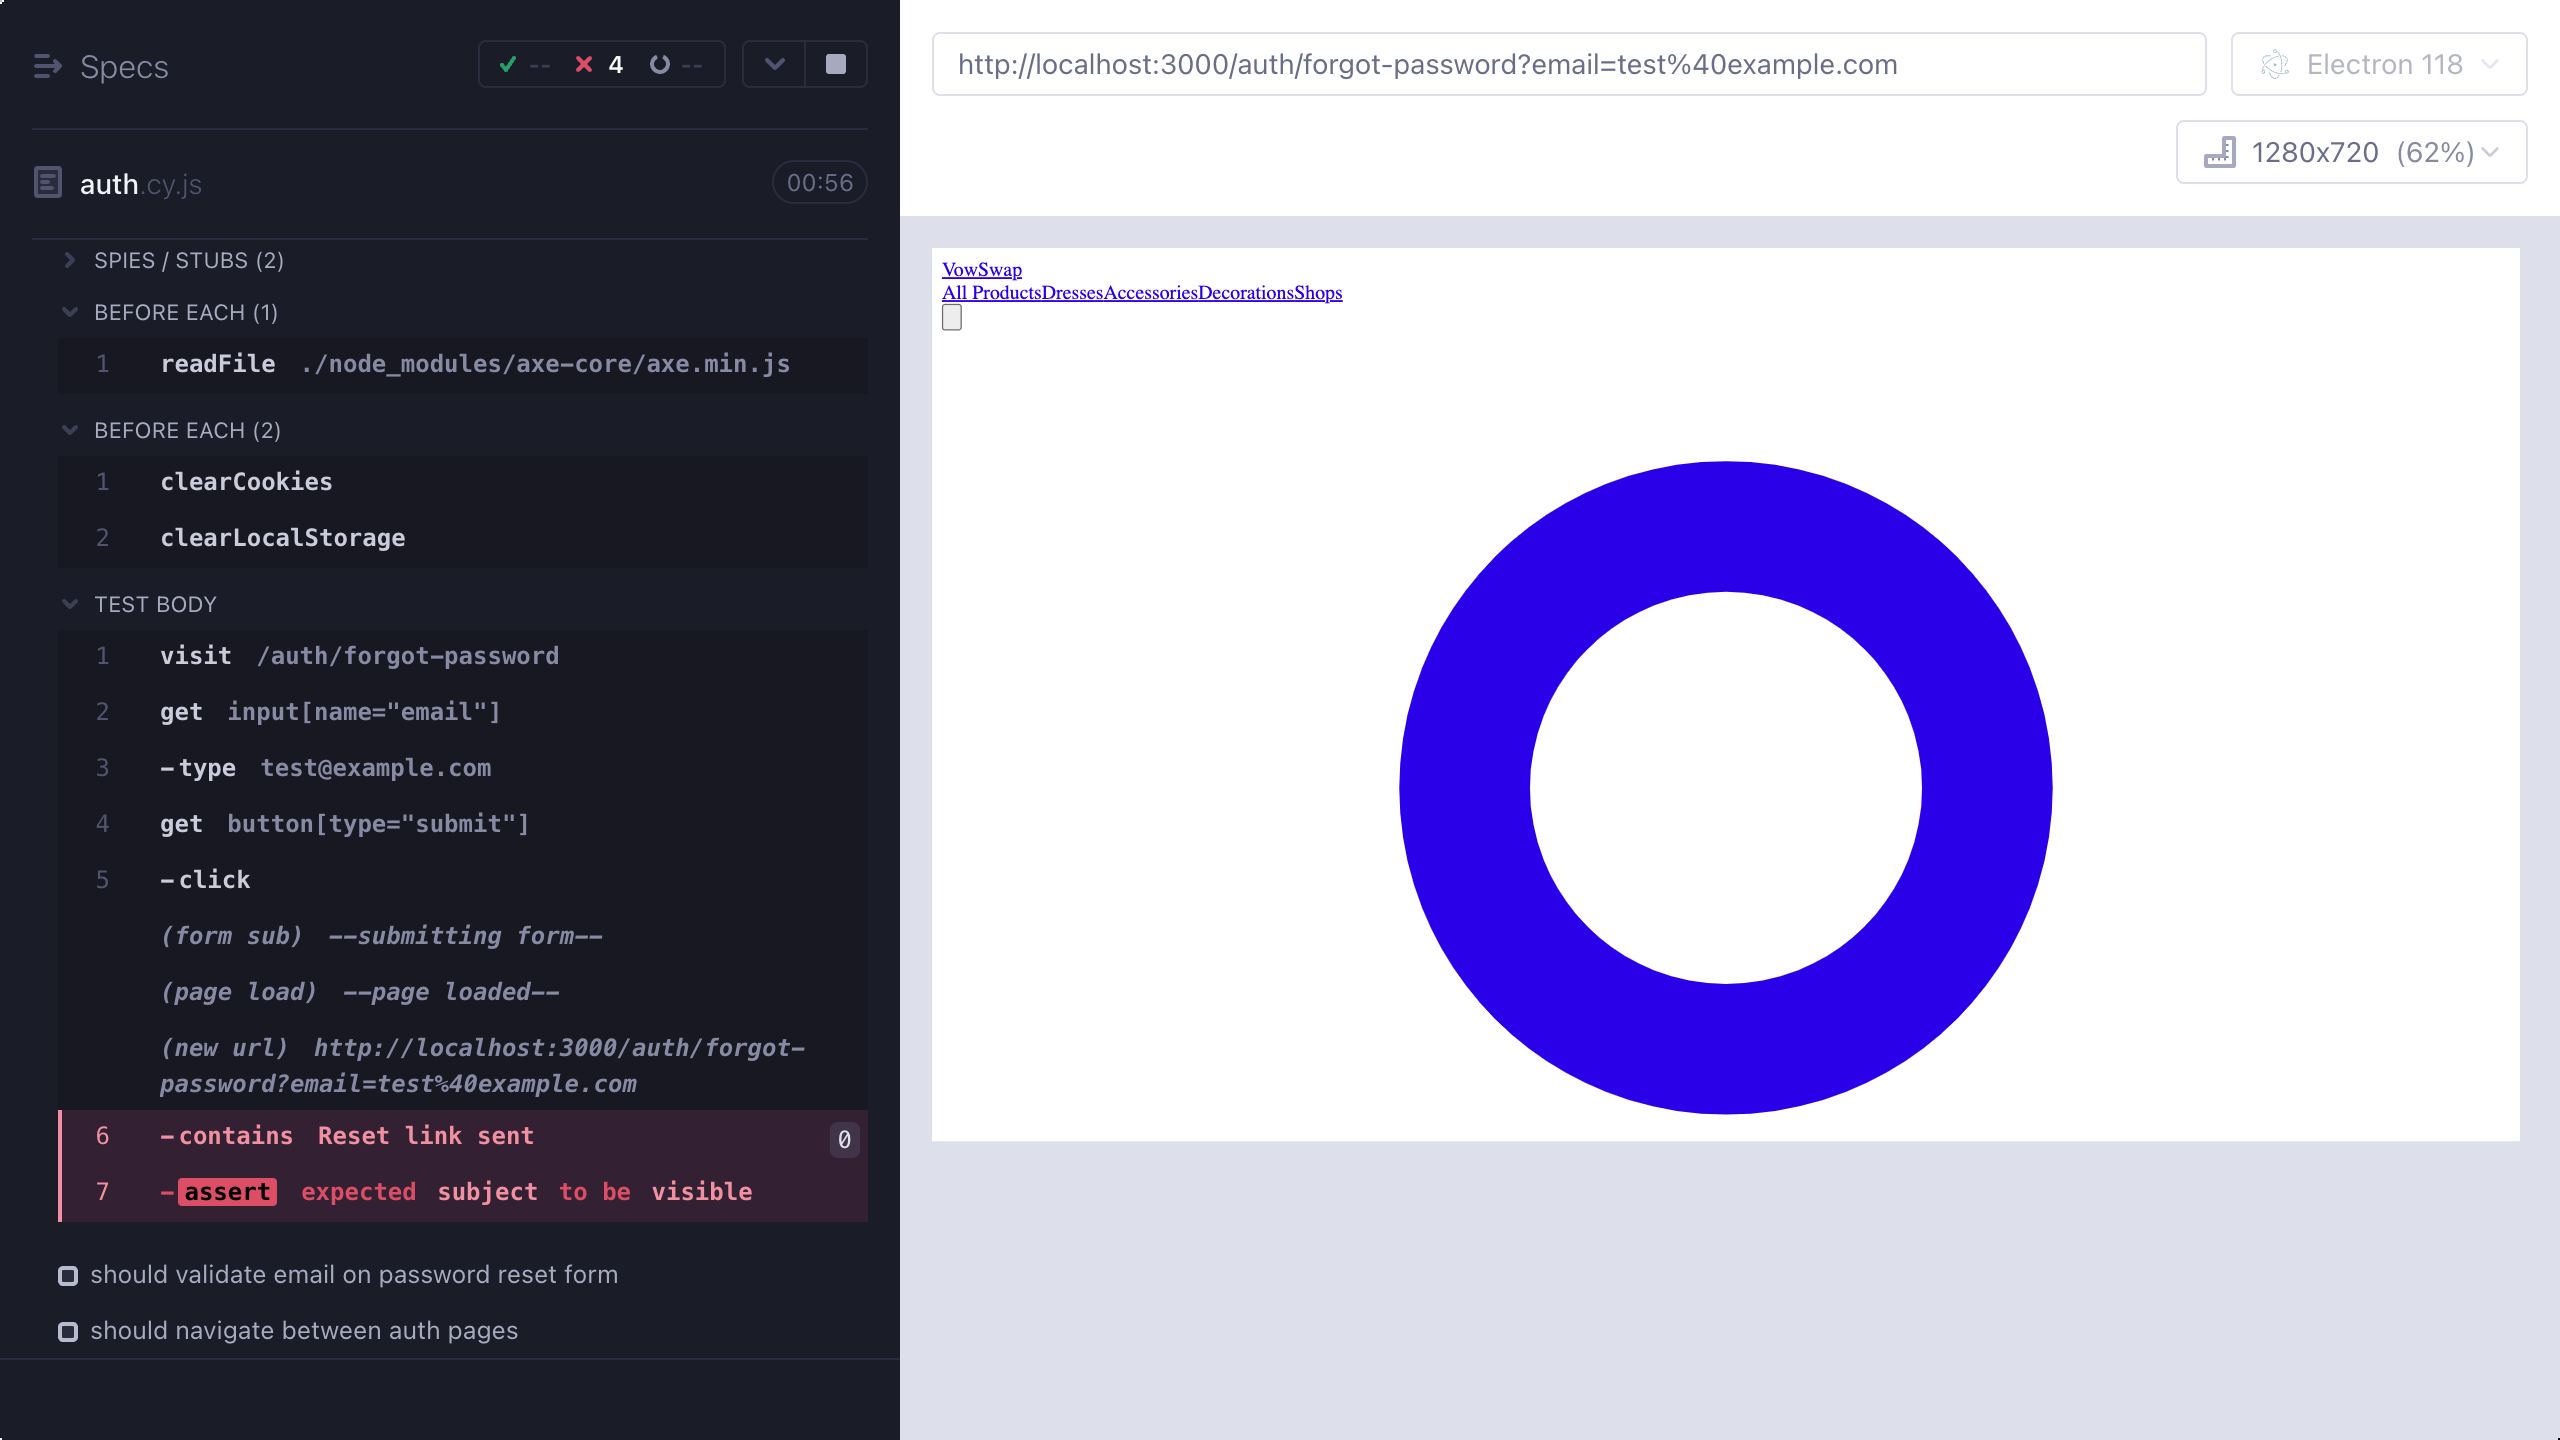 Specs
-- 4 --
auth.cy.js
00:56
SPIES / STUBS (2)
BEFORE EACH (1)
1 readFile ./node_modules/axe-core/axe.min.js
BEFORE EACH (2)
1 clearCookies
2 clearLocalStorage
TEST BODY
1 visit /auth/forgot-password
2 get input[name="email"]
3 -type test@example.com
4 get button[type="submit"]
5 -click
(form sub) --submitting form--
(page load) --page loaded--
(new url) http://localhost:3000/auth/forgot-
password?email=test%40example.com
6 -contains Reset link sent 0
7 -assert expected subject to be visible
should validate email on password reset form
should navigate between auth pages
http://localhost:3000/auth/forgot-password?email=test%40example.com
Electron 118
1280x720 (62%)
VowSwap
All ProductsDressesAccessoriesDecorationsShops